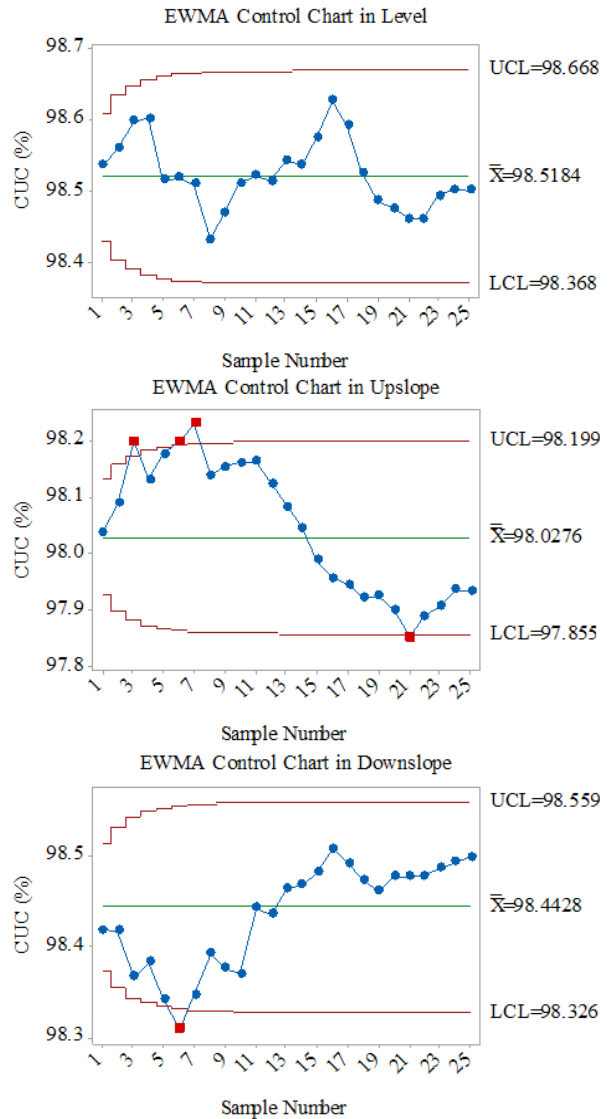 EWMA Control Chart in Level
98.7
98.6
98.5
98.4
CUC (%)
UCL=98.668
X̿=98.5184
LCL=98.368
1 3 5 7 9 11 13 15 17 19 21 23 25
Sample Number
EWMA Control Chart in Upslope
98.2
98.1
98.0
97.9
97.8
CUC (%)
UCL=98.199
X̿=98.0276
LCL=97.855
1 3 5 7 9 11 13 15 17 19 21 23 25
Sample Number
EWMA Control Chart in Downslope
98.5
98.4
98.3
CUC (%)
UCL=98.559
X̿=98.4428
LCL=98.326
1 3 5 7 9 11 13 15 17 19 21 23 25
Sample Number